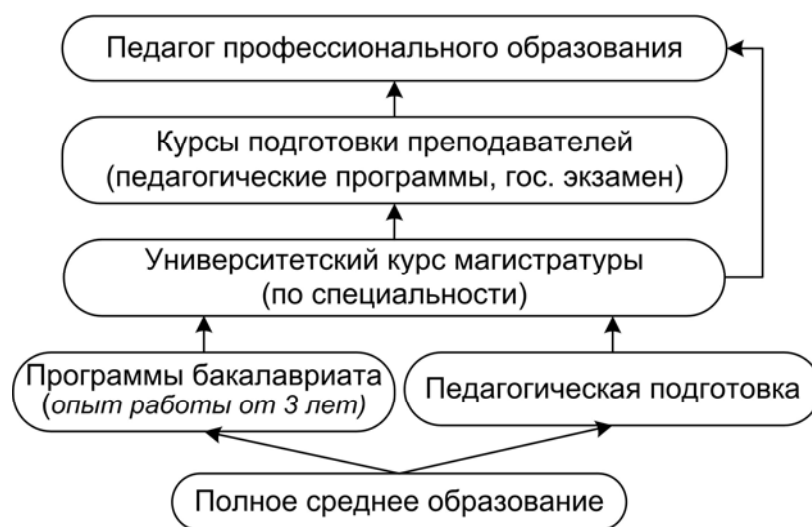 Педагог профессионального образования
Курсы подготовки преподавателей
(педагогические программы, гос. экзамен)
Университетский курс магистратуры
(по специальности)
Программы бакалавриата
(опыт работы от 3 лет)
Педагогическая подготовка
Полное среднее образование